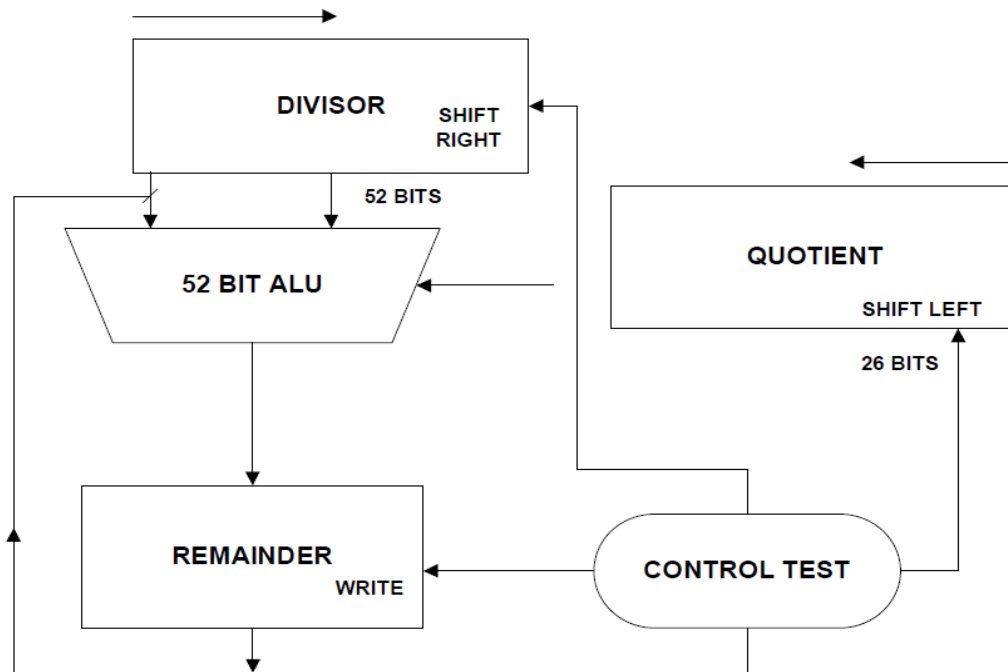 DIVISOR
SHIFT
RIGHT
52 BITS
QUOTIENT
52 BIT ALU
SHIFT LEFT
26 BITS
REMAINDER
WRITE
CONTROL TEST